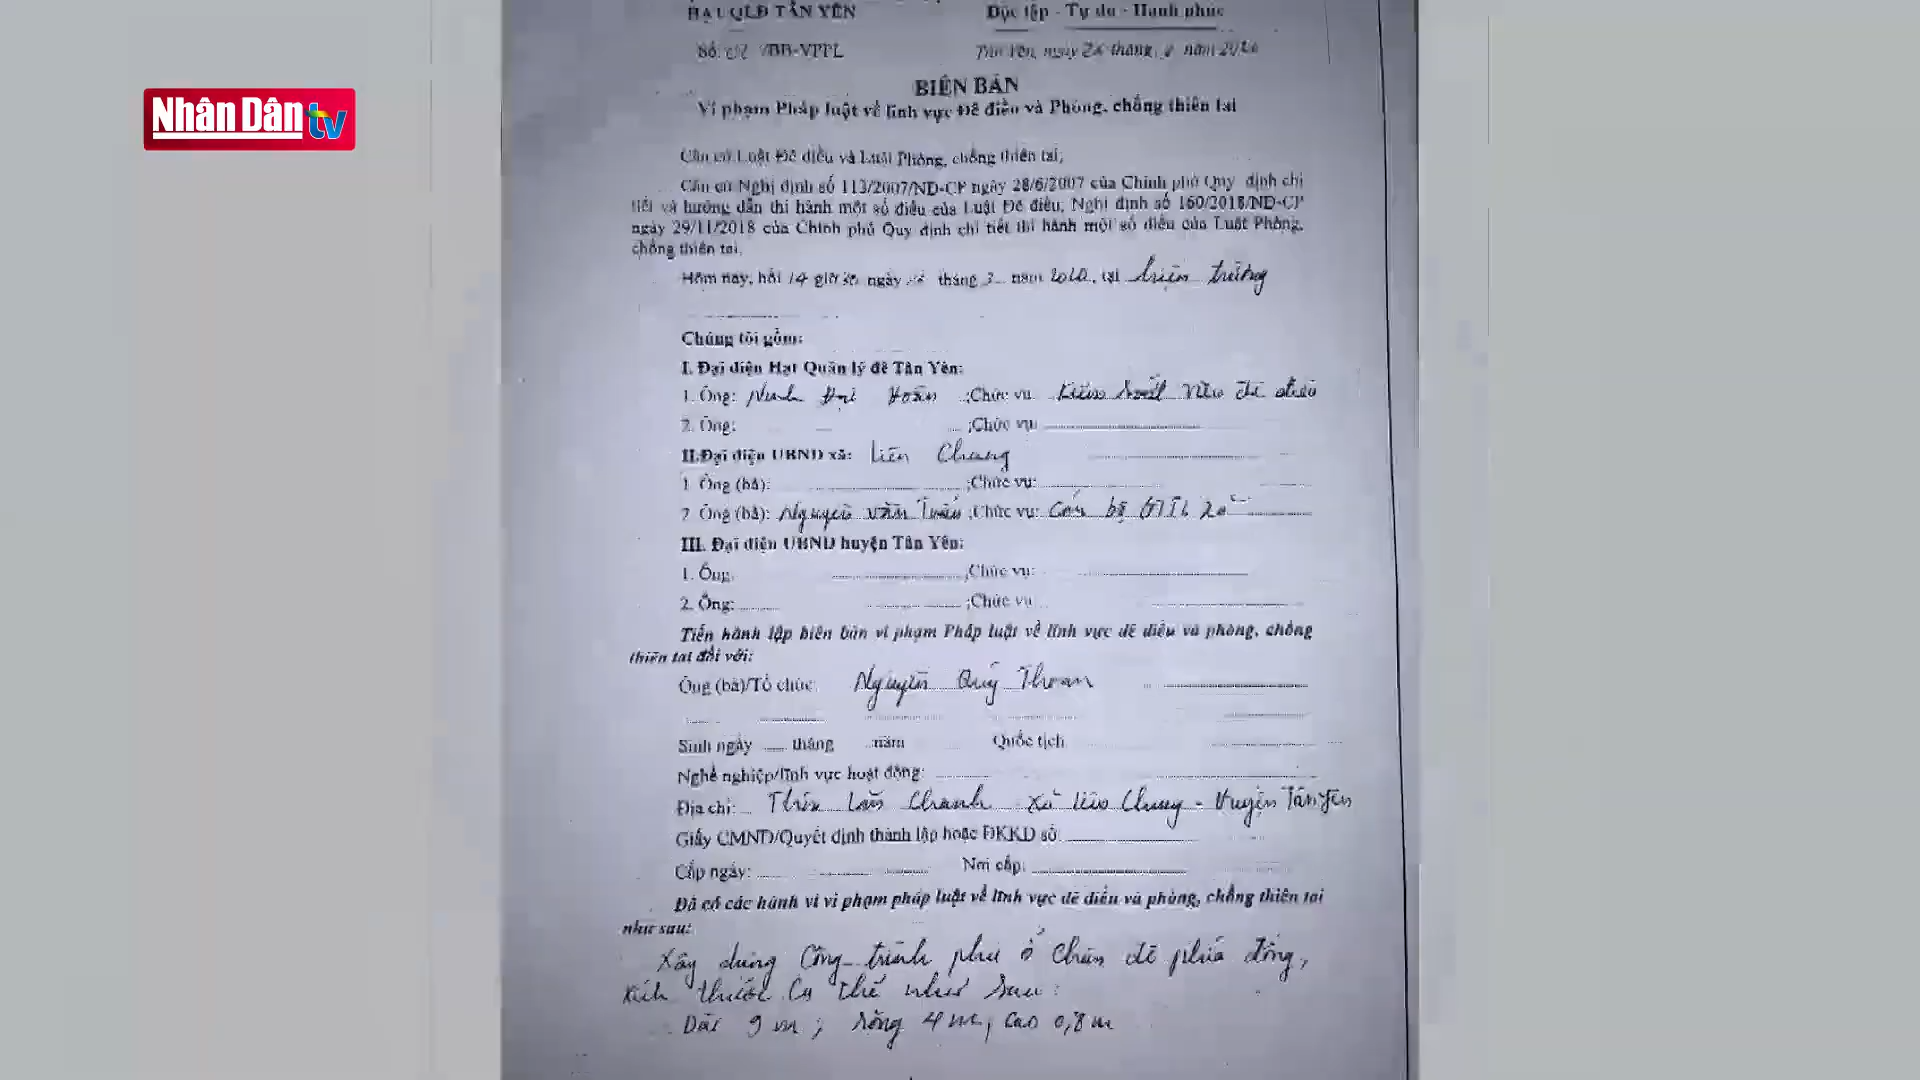 HẠT QLĐ TÂN YÊN
Độc lập - Tự do - Hạnh phúc
Số: /BB-VPPL
Tân Yên, ngày tháng năm
Nhân Dân tv
BIÊN BẢN
Vi phạm Pháp luật về lĩnh vực Đê điều và Phòng, chống thiên tai
Căn cứ Luật Đê điều và Luật Phòng, chống thiên tai;
Căn cứ Nghị định số 113/2007/NĐ-CP ngày 28/6/2007 của Chính phủ Quy định chi
tiết và hướng dẫn thi hành một số điều của Luật Đê điều; Nghị định số 160/2018/NĐ-CP
ngày 29/11/2018 của Chính phủ Quy định chi tiết thi hành một số điều của Luật Phòng,
chống thiên tai.
Hôm nay, hồi 14 giờ ngày tháng năm , tại hiện trường
Chúng tôi gồm:
I. Đại diện Hạt Quản lý đê Tân Yên:
1. Ông: Hoàn ;Chức vụ Kiểm soát viên đê điều
2. Ông: ;Chức vụ:
II.Đại diện UBND xã: Liên Chung
1. Ông (bà): ;Chức vụ:
2. Ông (bà): Nguyễn Văn ;Chức vụ: Cán bộ GTTL xã
III. Đại diện UBND huyện Tân Yên:
1. Ông: ;Chức vụ:
2. Ông: ;Chức vụ
Tiến hành lập biên bản vi phạm Pháp luật về lĩnh vực đê điều và phòng, chống
thiên tai đối với:
Ông (bà)/Tổ chức: Nguyễn Quý Thoan
Sinh ngày tháng năm Quốc tịch
Nghề nghiệp/lĩnh vực hoạt động:
Địa chỉ: Thôn Lãn Chanh Xã Liên Chung - Huyện Tân Yên
Giấy CMND/Quyết định thành lập hoặc ĐKKD số:
Cấp ngày: Nơi cấp:
Đã có các hành vi vi phạm pháp luật về lĩnh vực đê điều và phòng, chống thiên tai
như sau:
Xây dựng Công trình phụ ở Chân đê phía đồng,
kích thước Cụ thể như sau:
Dài 9 m; rộng 4 m, cao 0,8 m